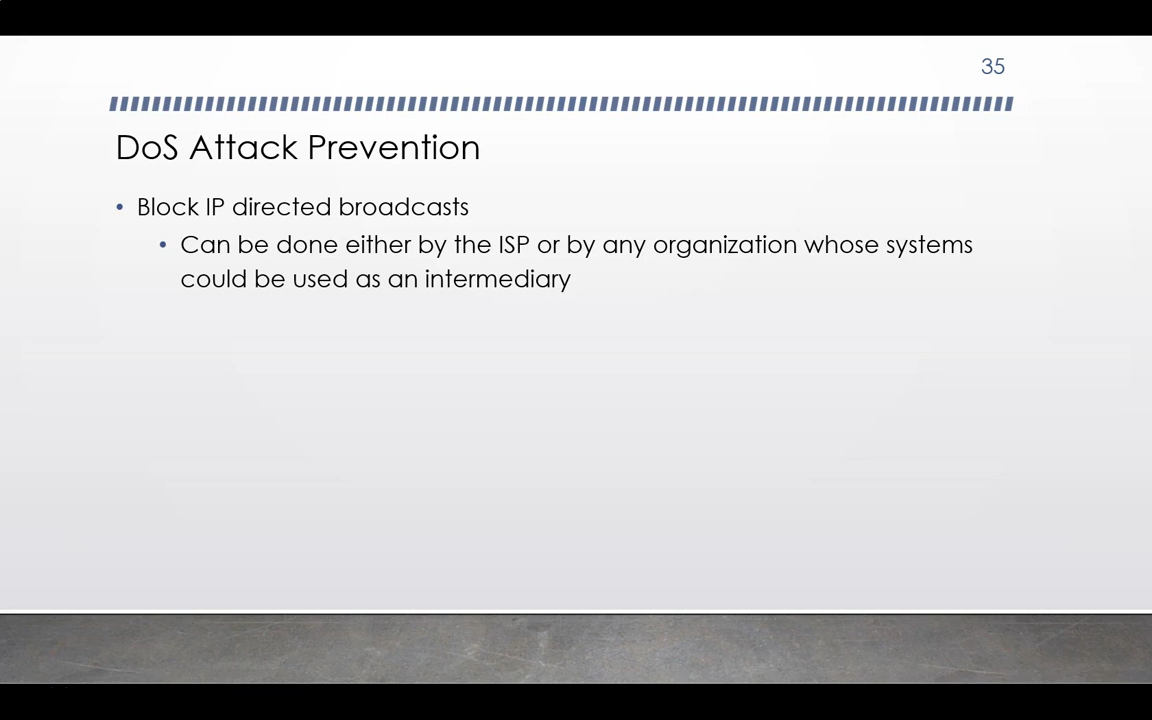 35
DoS Attack Prevention
• Block IP directed broadcasts
• Can be done either by the ISP or by any organization whose systems
could be used as an intermediary